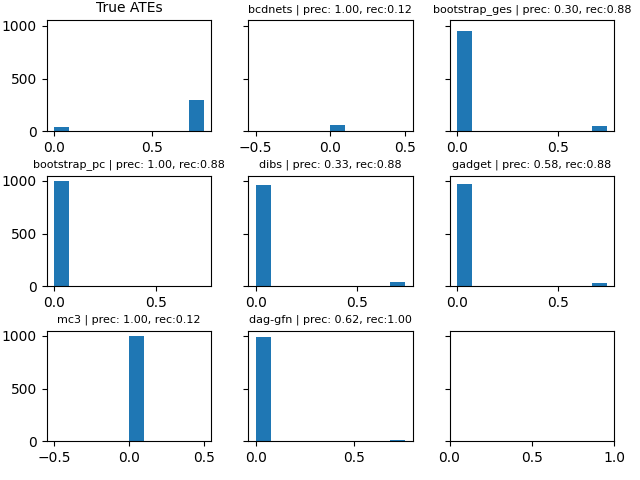 True ATEs
bcdnets | prec: 1.00, rec:0.12
bootstrap_ges | prec: 0.30, rec:0.88
1000
500
0
0.0 0.5
−0.5 0.0 0.5
0.0 0.5
bootstrap_pc | prec: 1.00, rec:0.88
dibs | prec: 0.33, rec:0.88
gadget | prec: 0.58, rec:0.88
1000
500
0
0.0 0.5
0.0 0.5
0.0 0.5
mc3 | prec: 1.00, rec:0.12
dag-gfn | prec: 0.62, rec:1.00
1000
500
0
−0.5 0.0 0.5
0.0 0.5
0.0 0.5 1.0